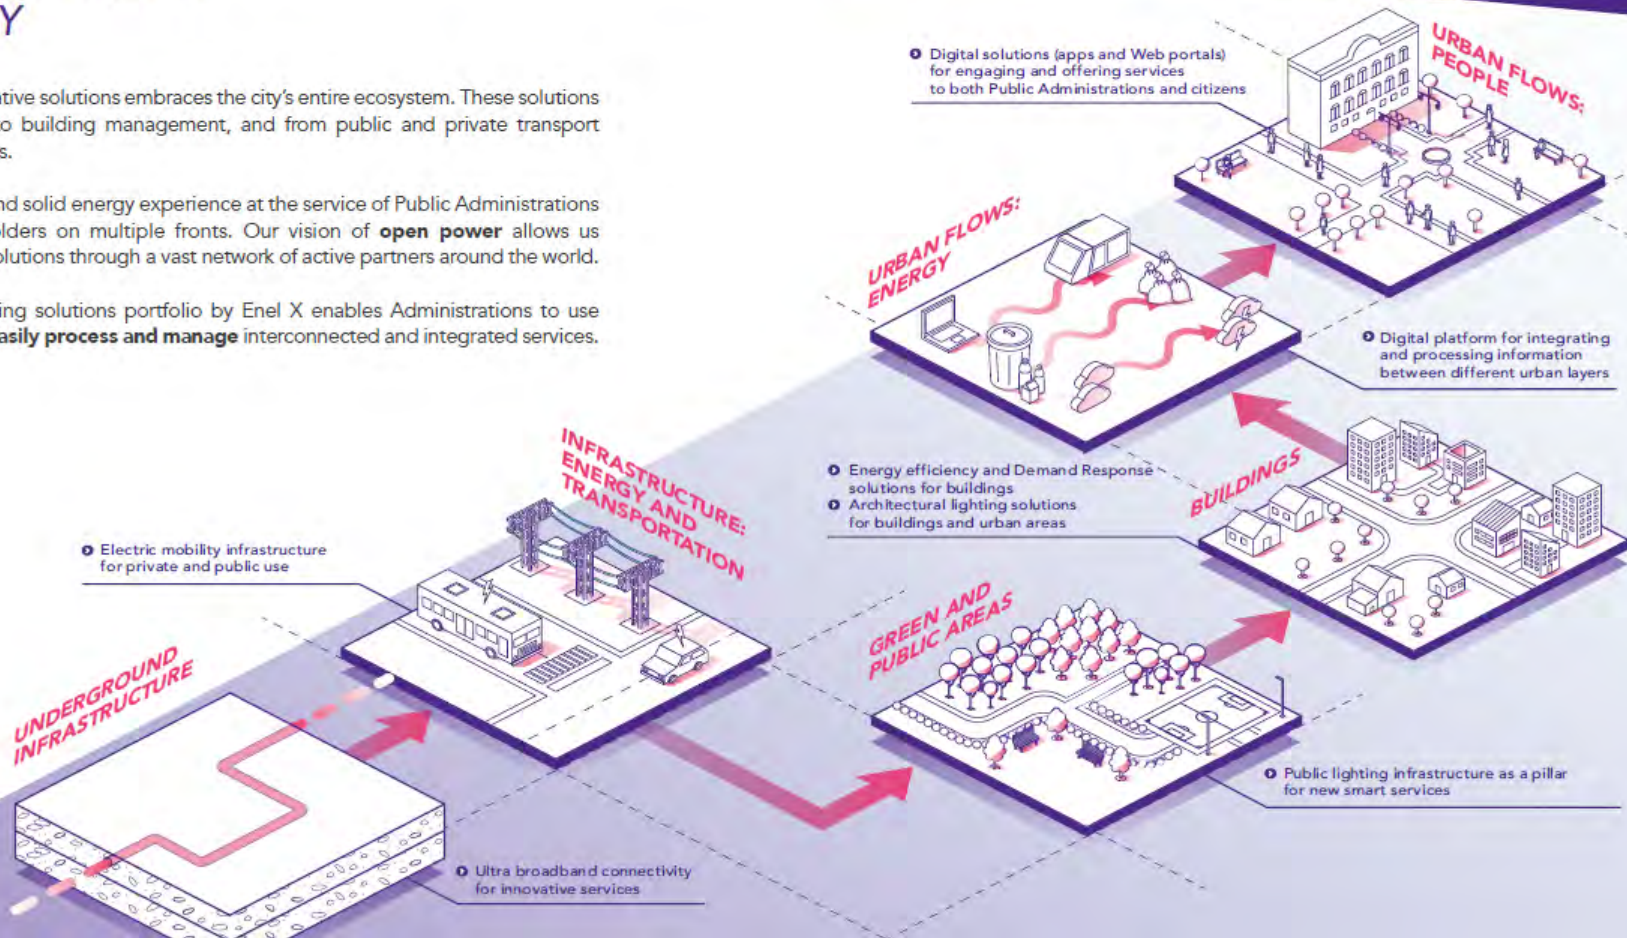 Y
ative solutions embraces the city's entire ecosystem. These solutions
o building management, and from public and private transport
s.
nd solid energy experience at the service of Public Administrations
olders on multiple fronts. Our vision of open power allows us
olutions through a vast network of active partners around the world.
ing solutions portfolio by Enel X enables Administrations to use
asily process and manage interconnected and integrated services.
Digital solutions (apps and Web portals)
for engaging and offering services
to both Public Administrations and citizens
URBAN FLOWS:
PEOPLE
URBAN FLOWS:
ENERGY
Digital platform for integrating
and processing information
between different urban layers
Energy efficiency and Demand Response
solutions for buildings
Architectural lighting solutions
for buildings and urban areas
BUILDINGS
INFRASTRUCTURE:
ENERGY AND
TRANSPORTATION
Electric mobility infrastructure
for private and public use
GREEN AND
PUBLIC AREAS
UNDERGROUND
INFRASTRUCTURE
Public lighting infrastructure as a pillar
for new smart services
Ultra broadband connectivity
for innovative services